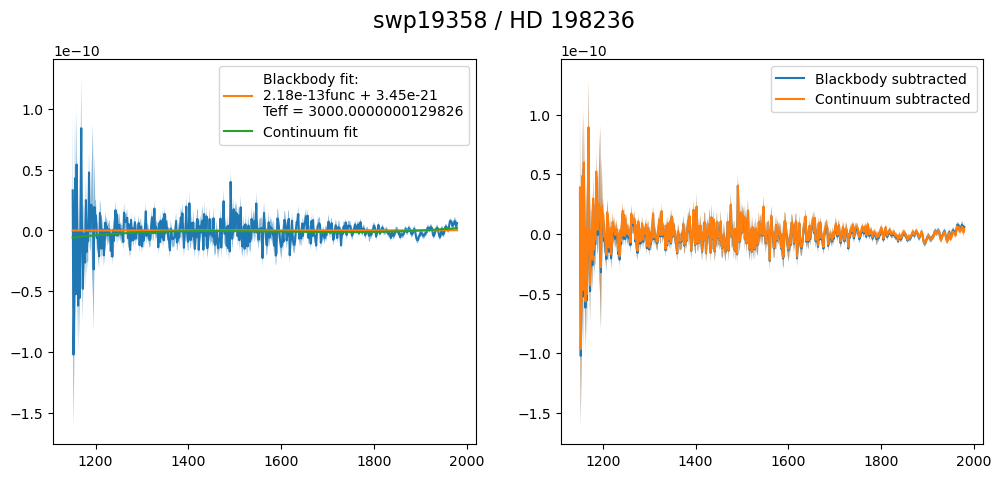 swp19358 / HD 198236
1e−10
Blackbody fit:
2.18e-13func + 3.45e-21
Teff = 3000.0000000129826
Continuum fit
1.0
0.5
0.0
−0.5
−1.0
−1.5
1200
1400
1600
1800
2000
1e−10
Blackbody subtracted
Continuum subtracted
1.0
0.5
0.0
−0.5
−1.0
−1.5
1200
1400
1600
1800
2000